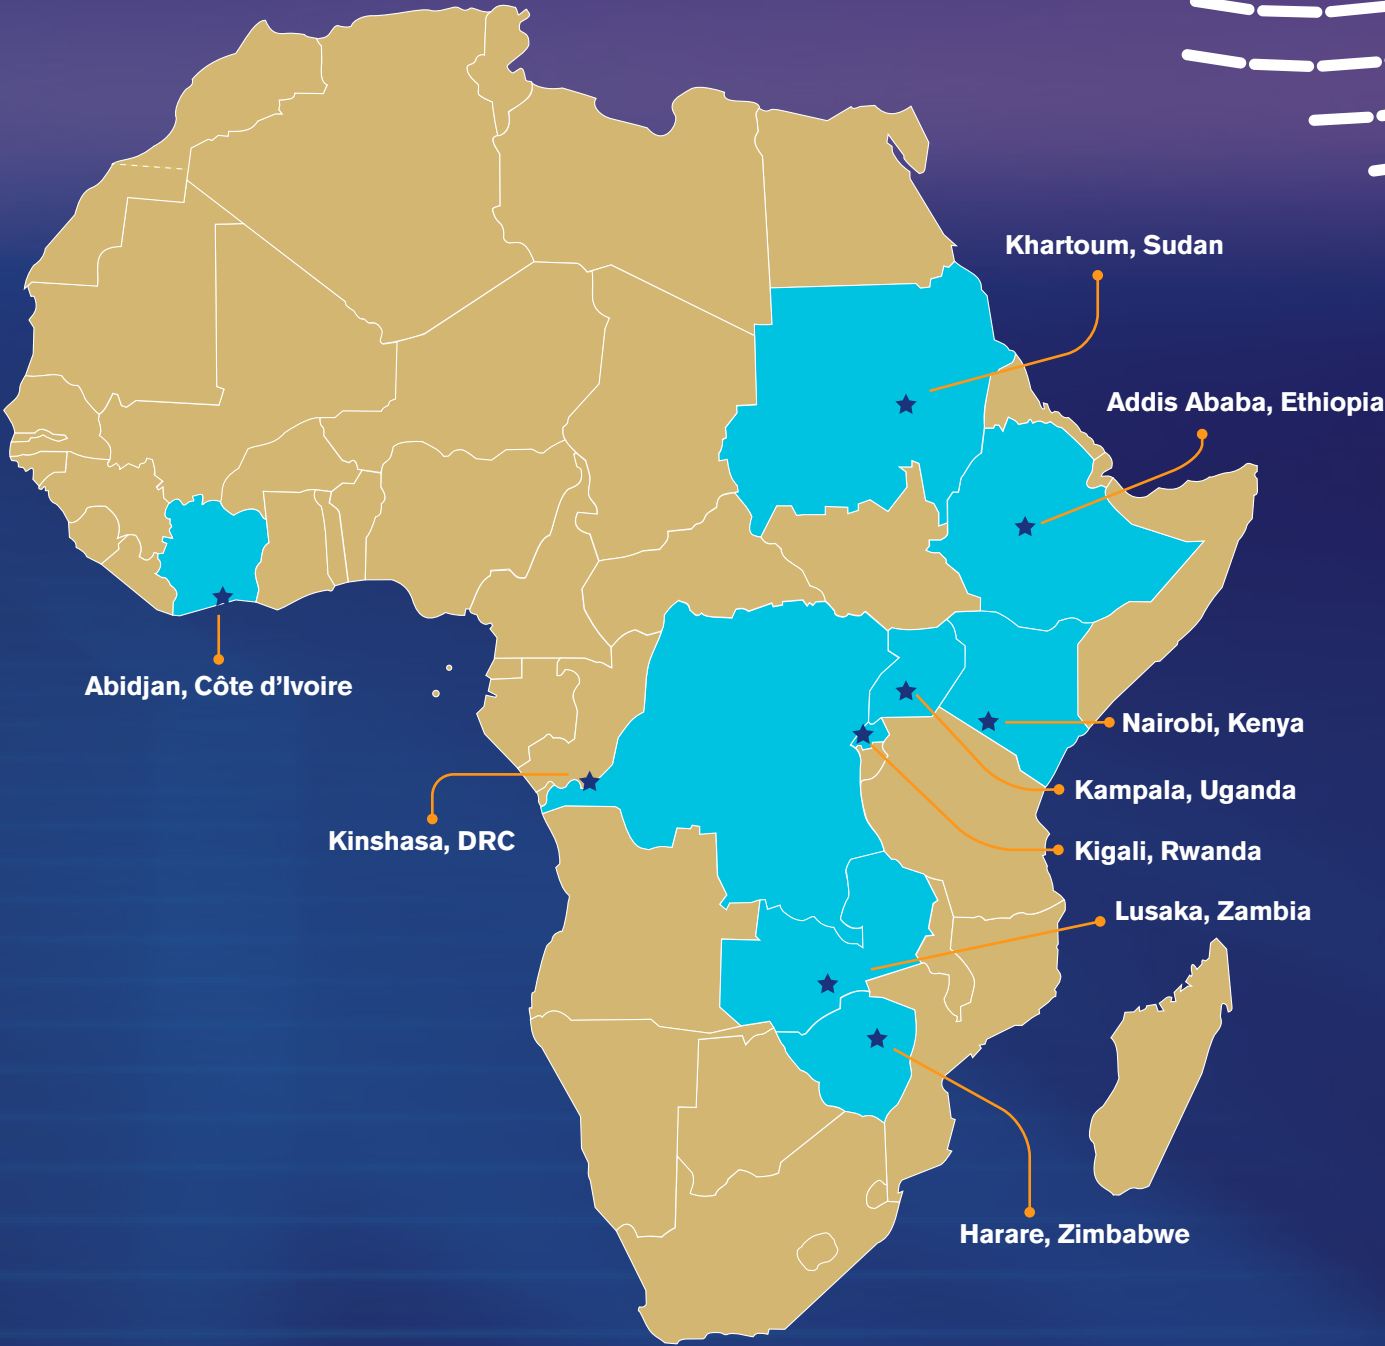 Khartoum, Sudan
Addis Ababa, Ethiopia
Abidjan, Côte d’Ivoire
Nairobi, Kenya
Kampala, Uganda
Kinshasa, DRC
Kigali, Rwanda
Lusaka, Zambia
Harare, Zimbabwe